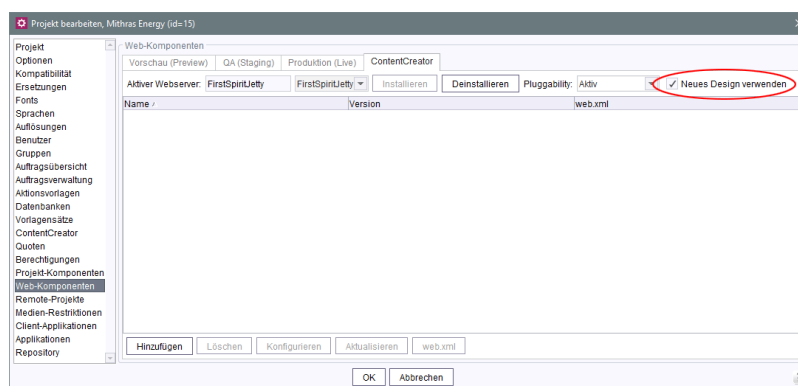 Projekt bearbeiten, Mithras Energy (id=15)
Projekt
Optionen
Kompatibilität
Ersetzungen
Fonts
Sprachen
Auflösungen
Benutzer
Gruppen
Auftragsübersicht
Auftragsverwaltung
Aktionsvorlagen
Datenbanken
Vorlagensätze
ContentCreator
Quoten
Berechtigungen
Projekt-Komponenten
Web-Komponenten
Remote-Projekte
Medien-Restriktionen
Client-Applikationen
Applikationen
Repository
Web-Komponenten
Vorschau (Preview) QA (Staging) Produktion (Live) ContentCreator
Aktiver Webserver: FirstSpiritJetty FirstSpiritJetty Installieren Deinstallieren Pluggability: Aktiv Neues Design verwenden
Name Version web.xml
Hinzufügen Löschen Konfigurieren Aktualisieren web.xml
OK Abbrechen